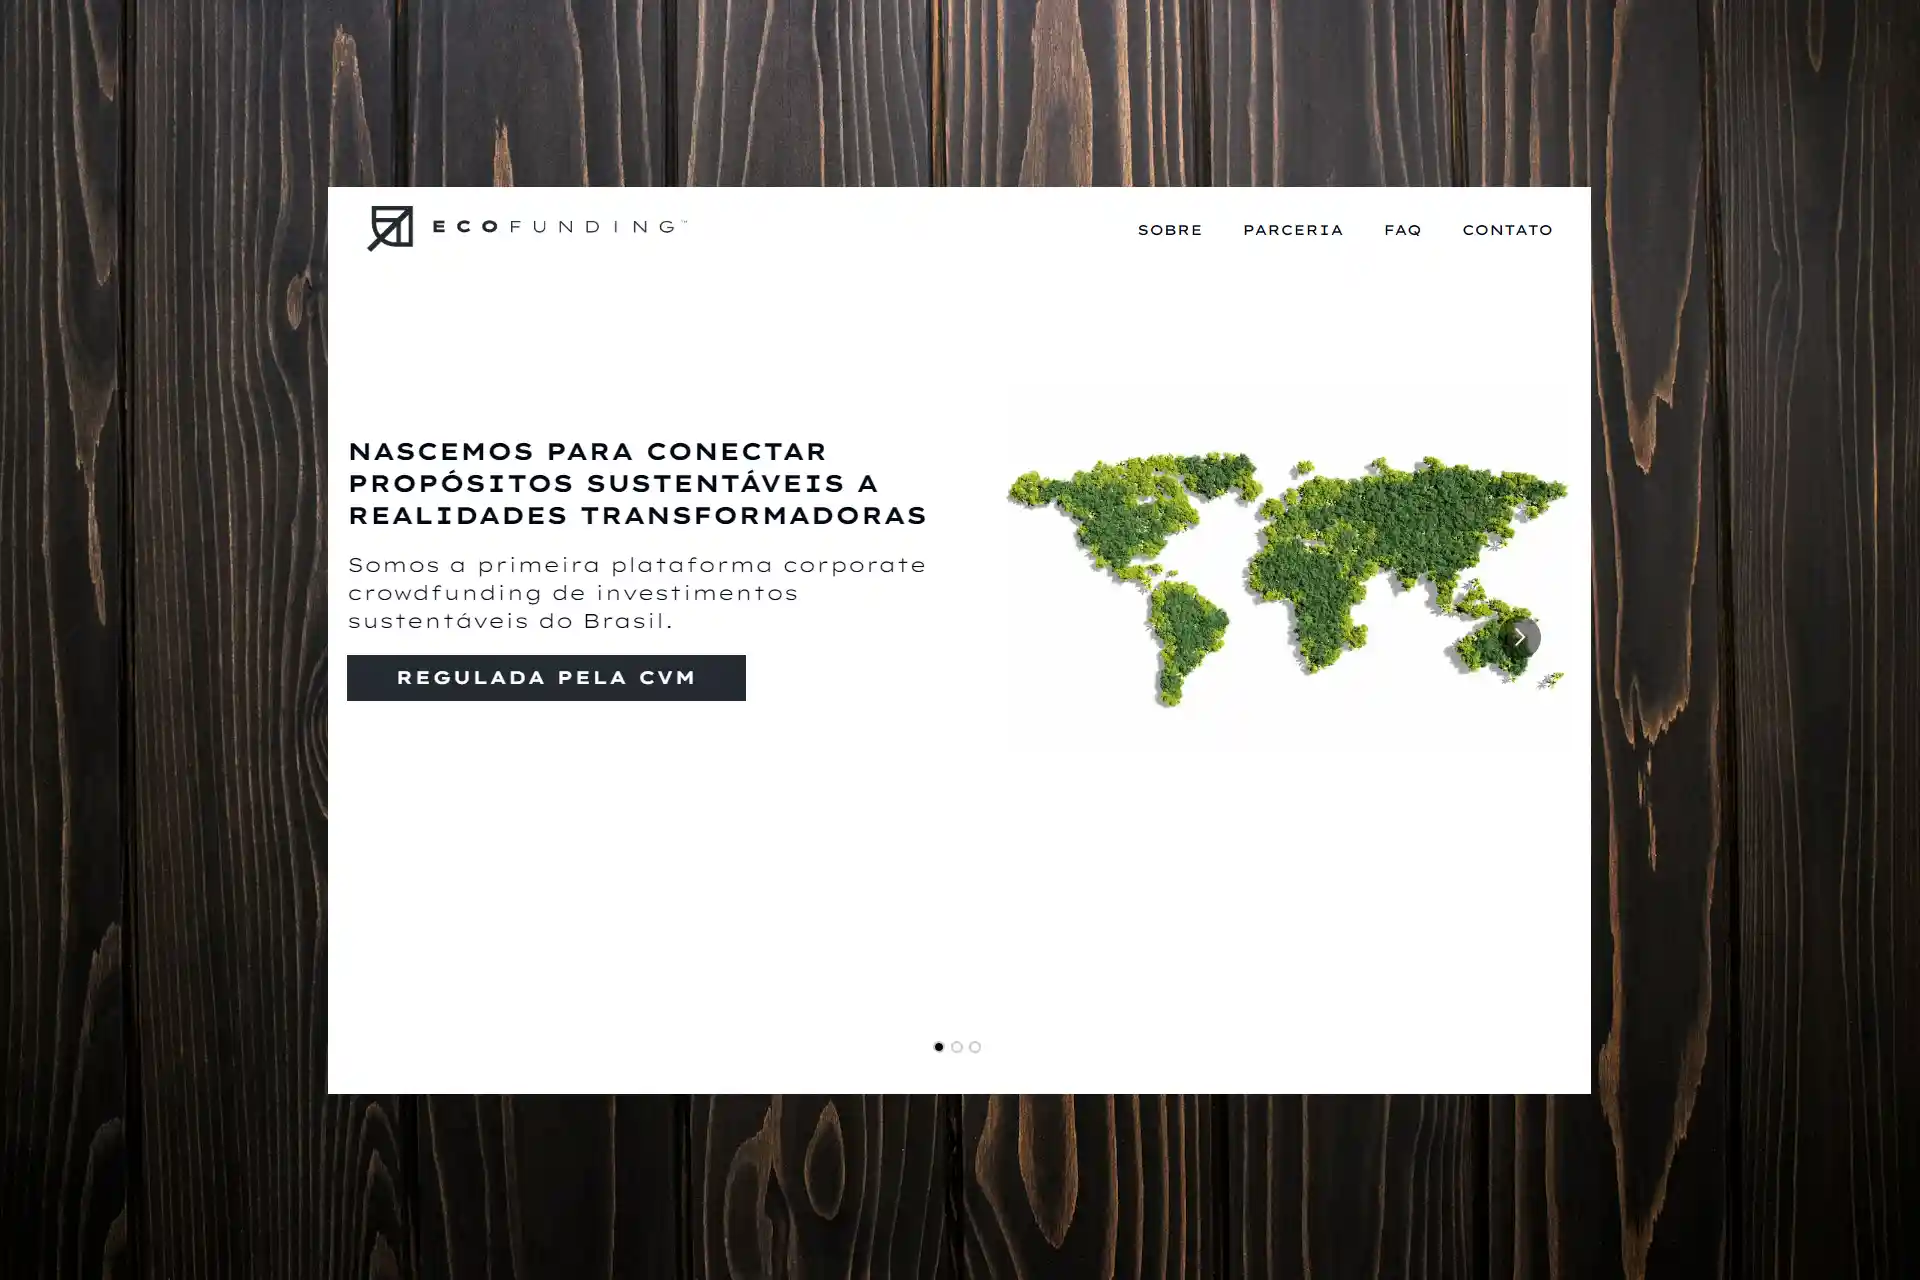 ECOFUNDING™
SOBRE PARCERIA FAQ CONTATO
NASCEMOS PARA CONECTAR
PROPÓSITOS SUSTENTÁVEIS A
REALIDADES TRANSFORMADORAS
Somos a primeira plataforma corporate
crowdfunding de investimentos
sustentáveis do Brasil.
REGULADA PELA CVM